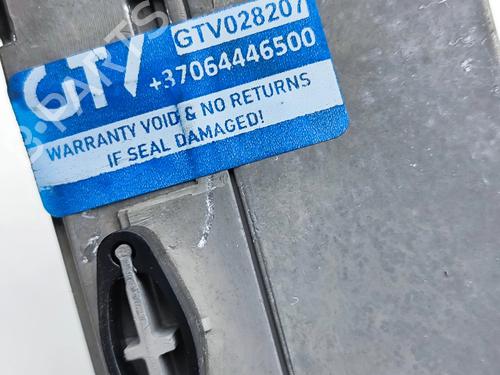 GTV
GTV028207
+37064446500
WARRANTY VOID & NO RETURNS
IF SEAL DAMAGED!